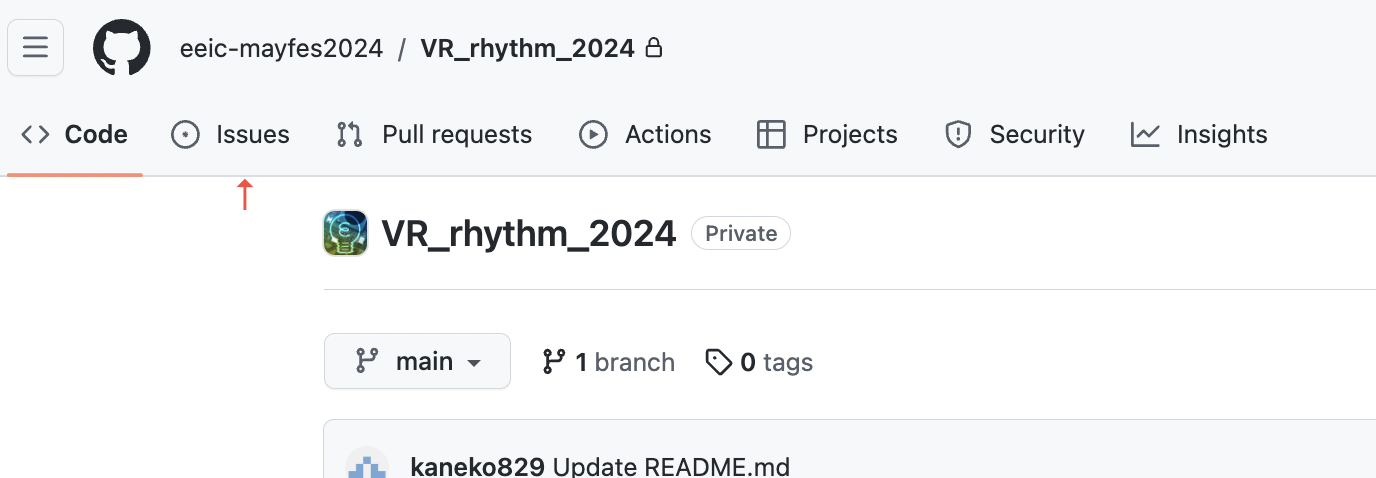 eeic-mayfes2024 / VR_rhythm_2024
Code Issues Pull requests Actions Projects Security Insights
VR_rhythm_2024 Private
main 1 branch 0 tags
kaneko829 Update README.md